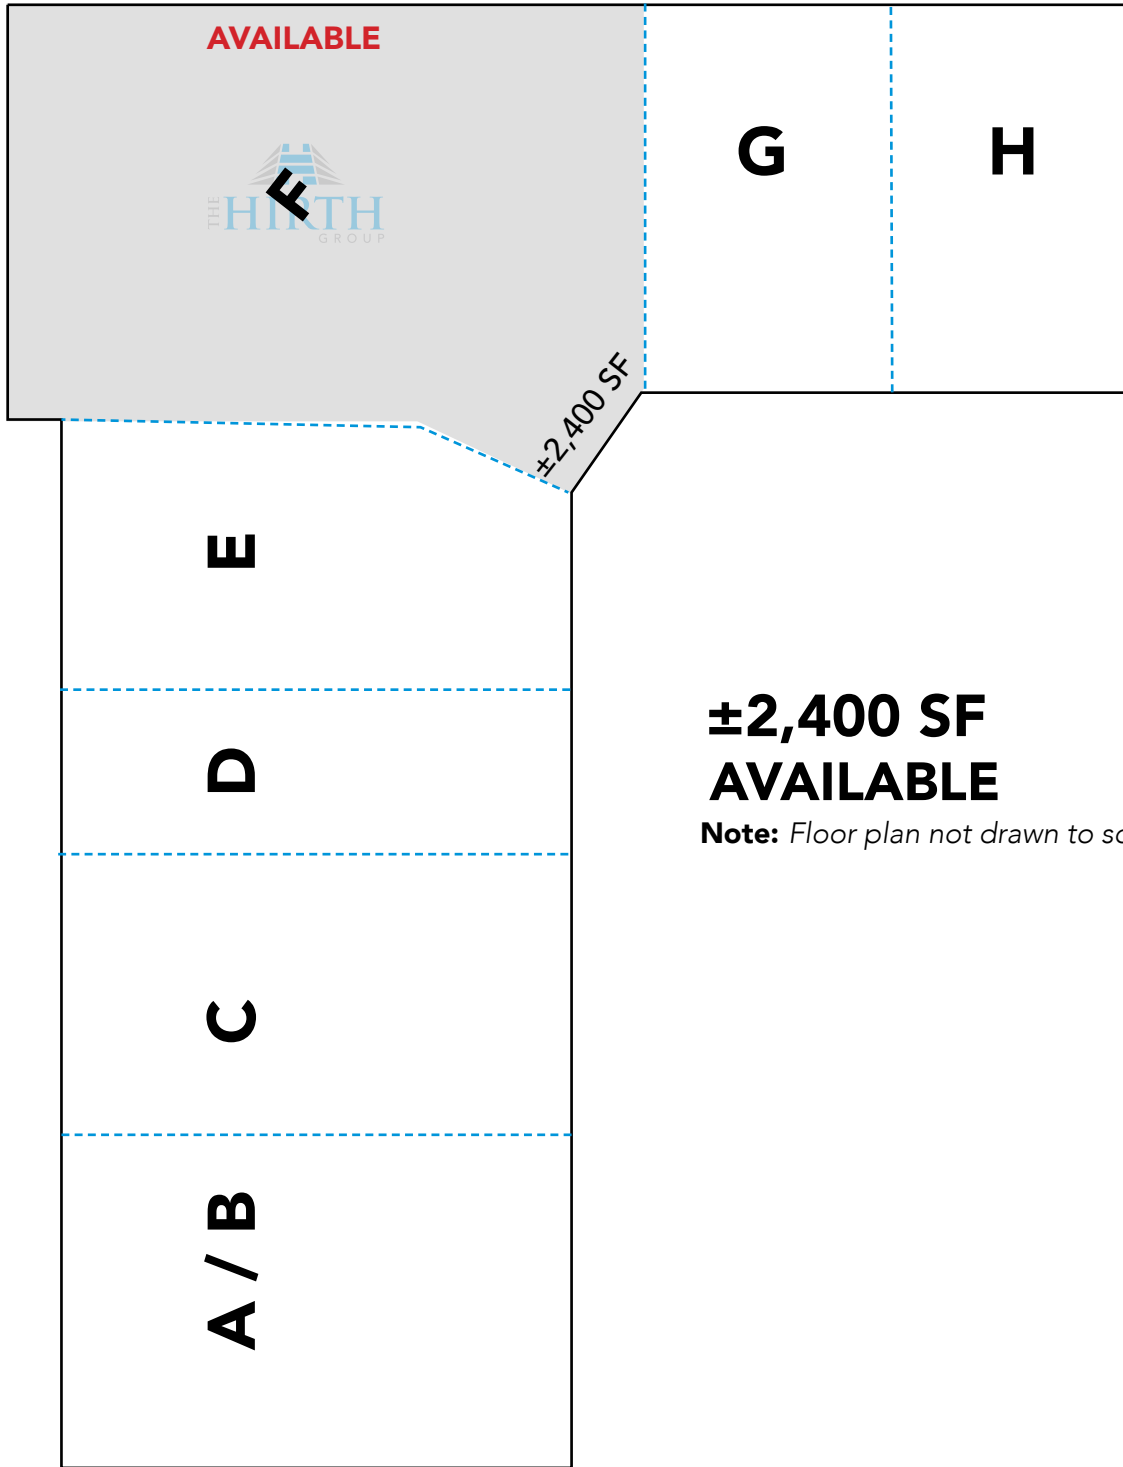 AVAILABLE
F
THE
HIRTH
GROUP
G
H
±2,400 SF
E
D
C
A / B
±2,400 SF
AVAILABLE
Note: Floor plan not drawn to sc